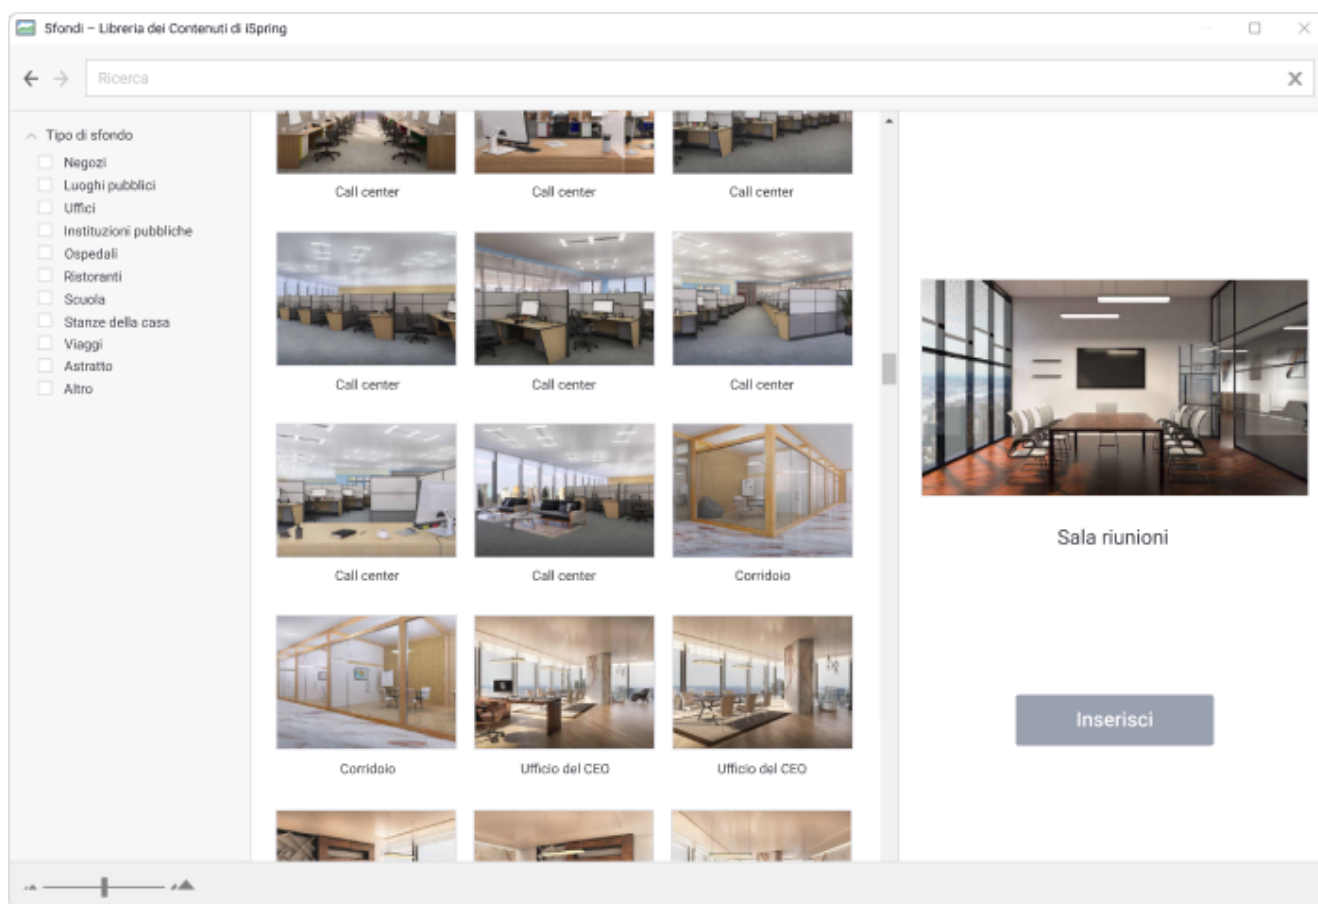 Sfondi – Libreria dei Contenuti di iSpring
Ricerca
Tipo di sfondo
Negozi
Luoghi pubblici
Uffici
Instituzioni pubbliche
Ospedali
Ristoranti
Scuola
Stanze della casa
Viaggi
Astratto
Altro
Call center Call center Call center
Call center Call center Call center
Call center Call center Corridoio
Corridoio Ufficio del CEO Ufficio del CEO
Sala riunioni
Inserisci